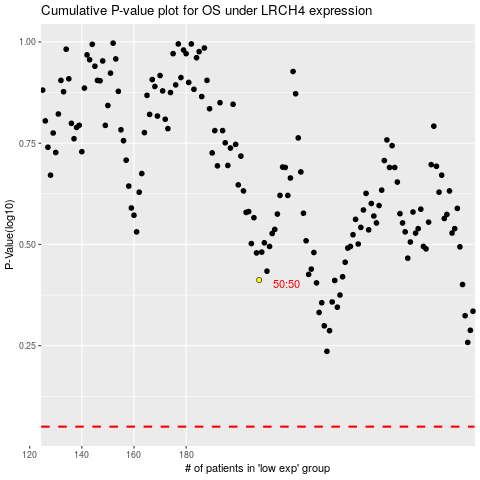 Cumulative P-value plot for OS under LRCH4 expression
P-Value(log10)
1.00
0.75
0.50
0.25
50:50
120 140 160 180
# of patients in 'low exp' group